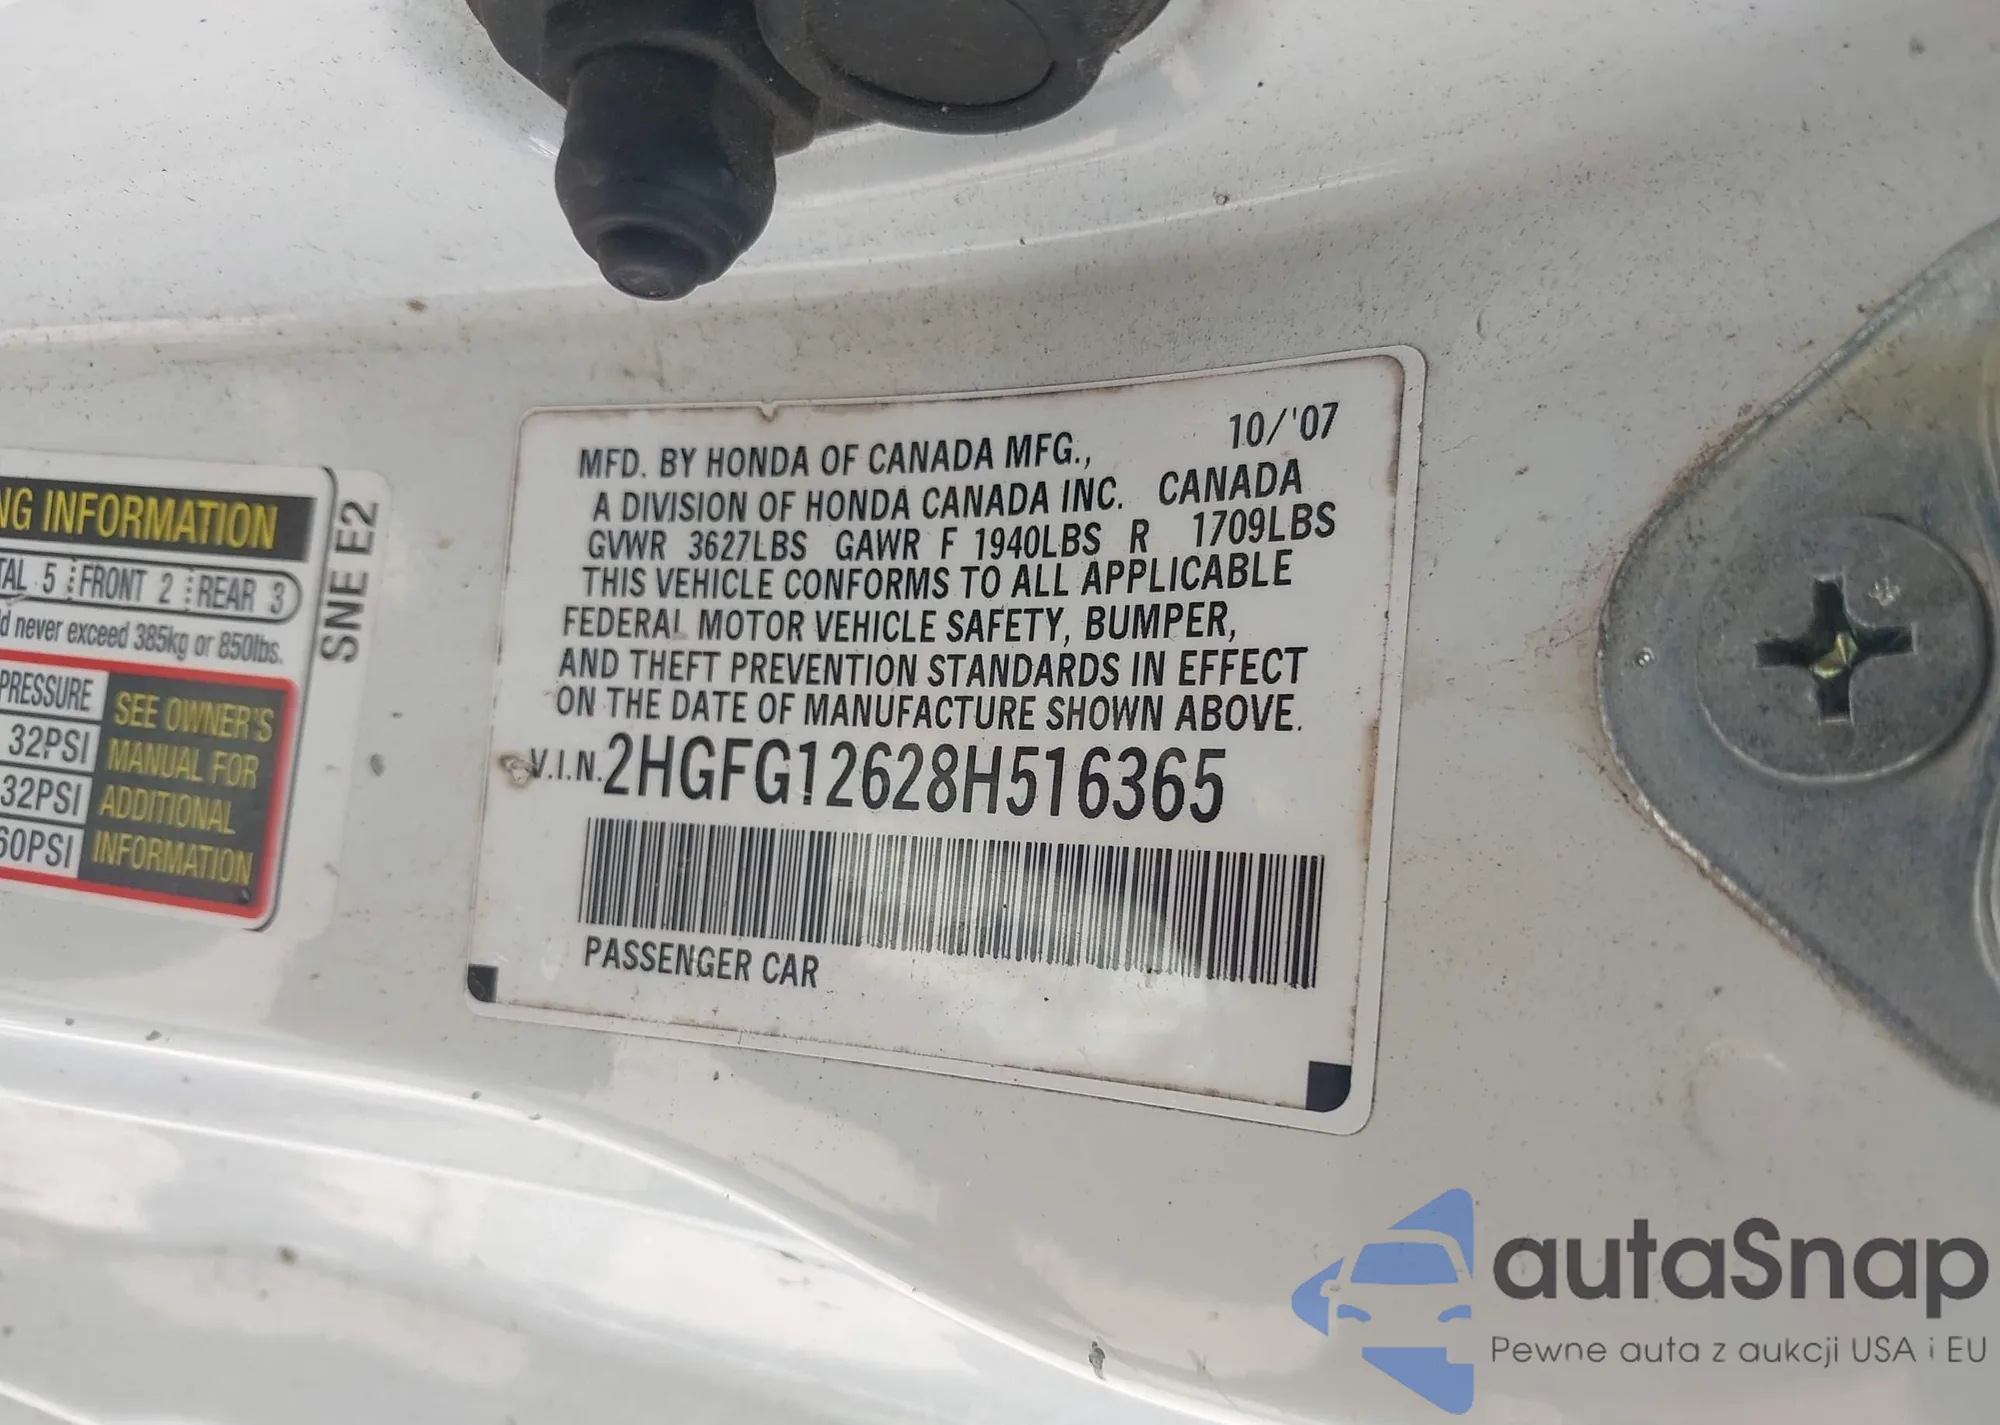 NG INFORMATION
TAL 5 FRONT 2 REAR 3
d never exceed 385kg or 850lbs.
PRESSURE
32PSI
32PSI
60PSI
SEE OWNER'S
MANUAL FOR
ADDITIONAL
INFORMATION
SNE E2
10/'07
MFD. BY HONDA OF CANADA MFG.,
A DIVISION OF HONDA CANADA INC. CANADA
GVWR 3627LBS GAWR F 1940LBS R 1709LBS
THIS VEHICLE CONFORMS TO ALL APPLICABLE
FEDERAL MOTOR VEHICLE SAFETY, BUMPER,
AND THEFT PREVENTION STANDARDS IN EFFECT
ON THE DATE OF MANUFACTURE SHOWN ABOVE.
V.I.N. 2HGFG12628H516365
PASSENGER CAR
autaSnap
Pewne auta z aukcji USA i EU